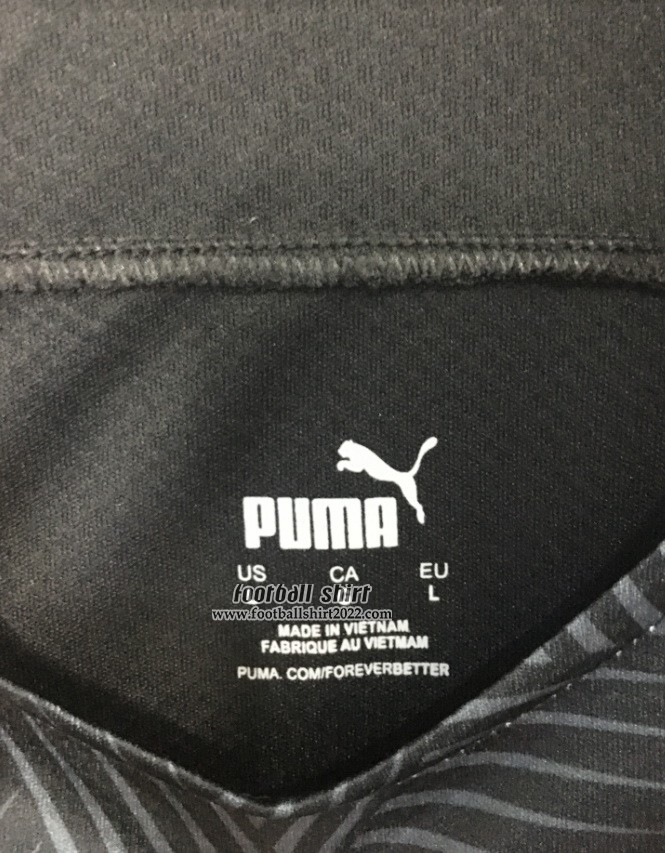 PUMA
US CA EU
L
football shirt
www.footballshirt2022.com
MADE IN VIETNAM
FABRIQUE AU VIETMAM
PUMA. COM/FOREVERBETTER